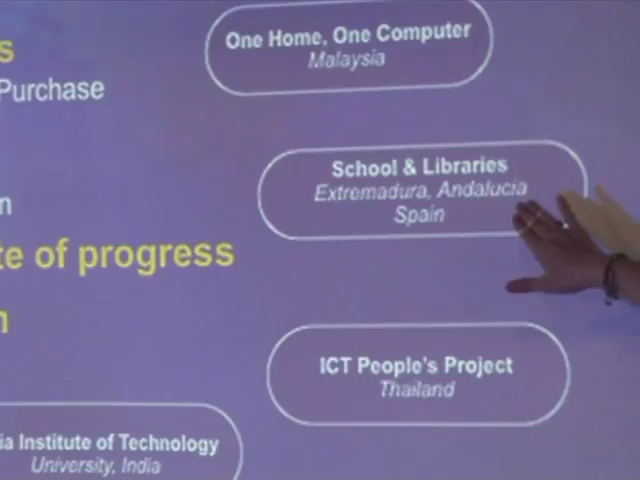 s
Purchase
n
te of progress
n
One Home, One Computer
Malaysia
School & Libraries
Extremadura, Andalucia
Spain
ICT People's Project
Thailand
ia Institute of Technology
University, India